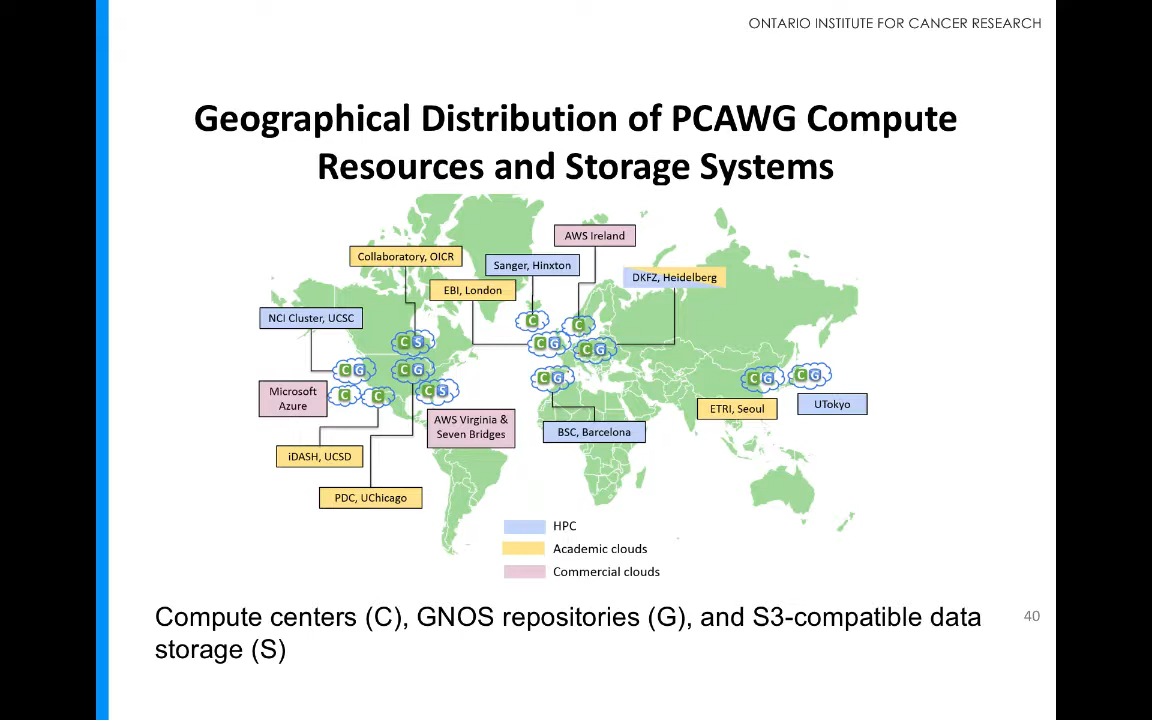 ONTARIO INSTITUTE FOR CANCER RESEARCH
Geographical Distribution of PCAWG Compute
Resources and Storage Systems
AWS Ireland
Collaboratory, OICR
Sanger, Hinxton
DKFZ, Heidelberg
EBI, London
NCI Cluster, UCSC
C
C
C S
C G
C G
C G
C G
C G
C G
C G
Microsoft
Azure
C
C
C S
ETRI, Seoul
UTokyo
AWS Virginia &
Seven Bridges
BSC, Barcelona
iDASH, UCSD
PDC, UChicago
HPC
Academic clouds
Commercial clouds
Compute centers (C), GNOS repositories (G), and S3-compatible data
storage (S)
40